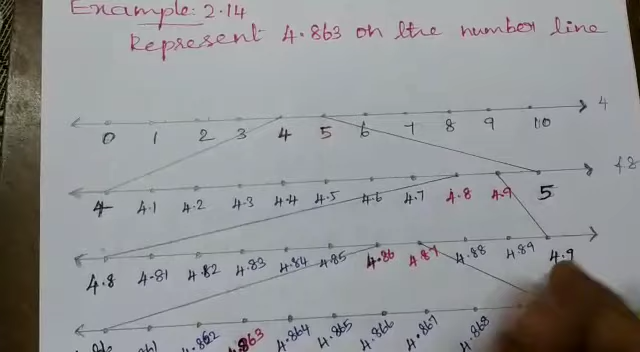 Example: 2.14
Represent 4.863 on the number line
0 1 2 3 4 5 6 7 8 9 10
4 4.1 4.2 4.3 4.4 4.5 4.6 4.7 4.8 4.9 5
4.8 4.81 4.82 4.83 4.84 4.85 4.86 4.87 4.88 4.89 4.9
4.862 4.863 4.864 4.865 4.866 4.867 4.868